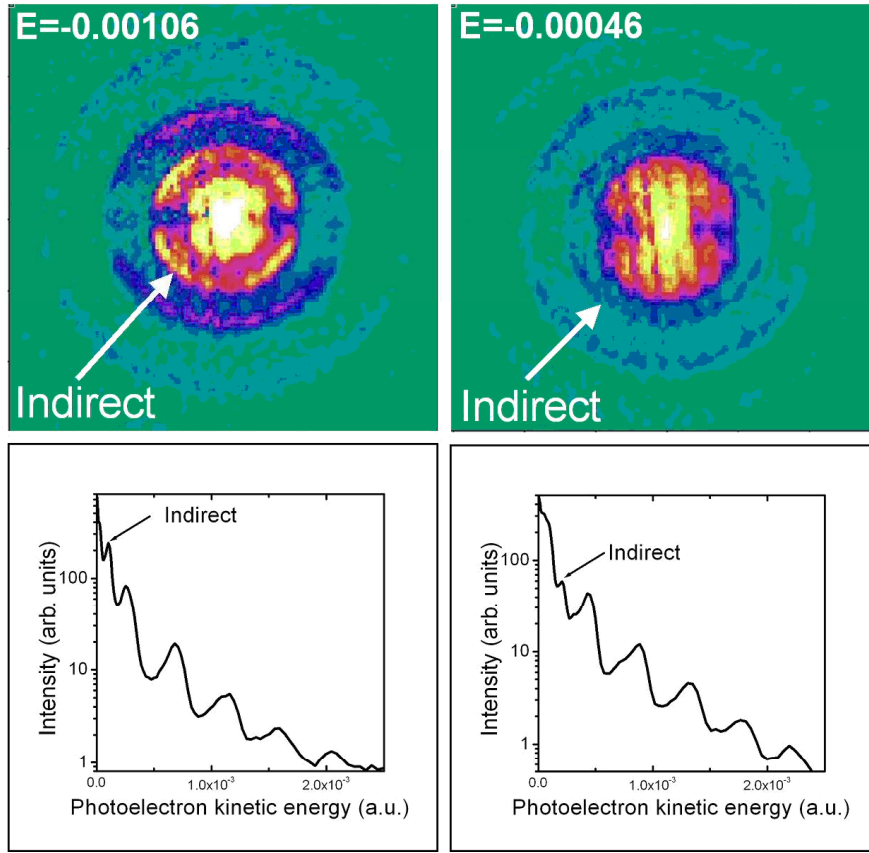 E=-0.00106
Indirect
E=-0.00046
Indirect
Indirect
Intensity (arb. units)
100
10
1
0.0
1.0x10⁻³
2.0x10⁻³
Photoelectron kinetic energy (a.u.)
Indirect
Intensity (arb. units)
100
10
1
0.0
1.0x10⁻³
2.0x10⁻³
Photoelectron kinetic energy (a.u.)